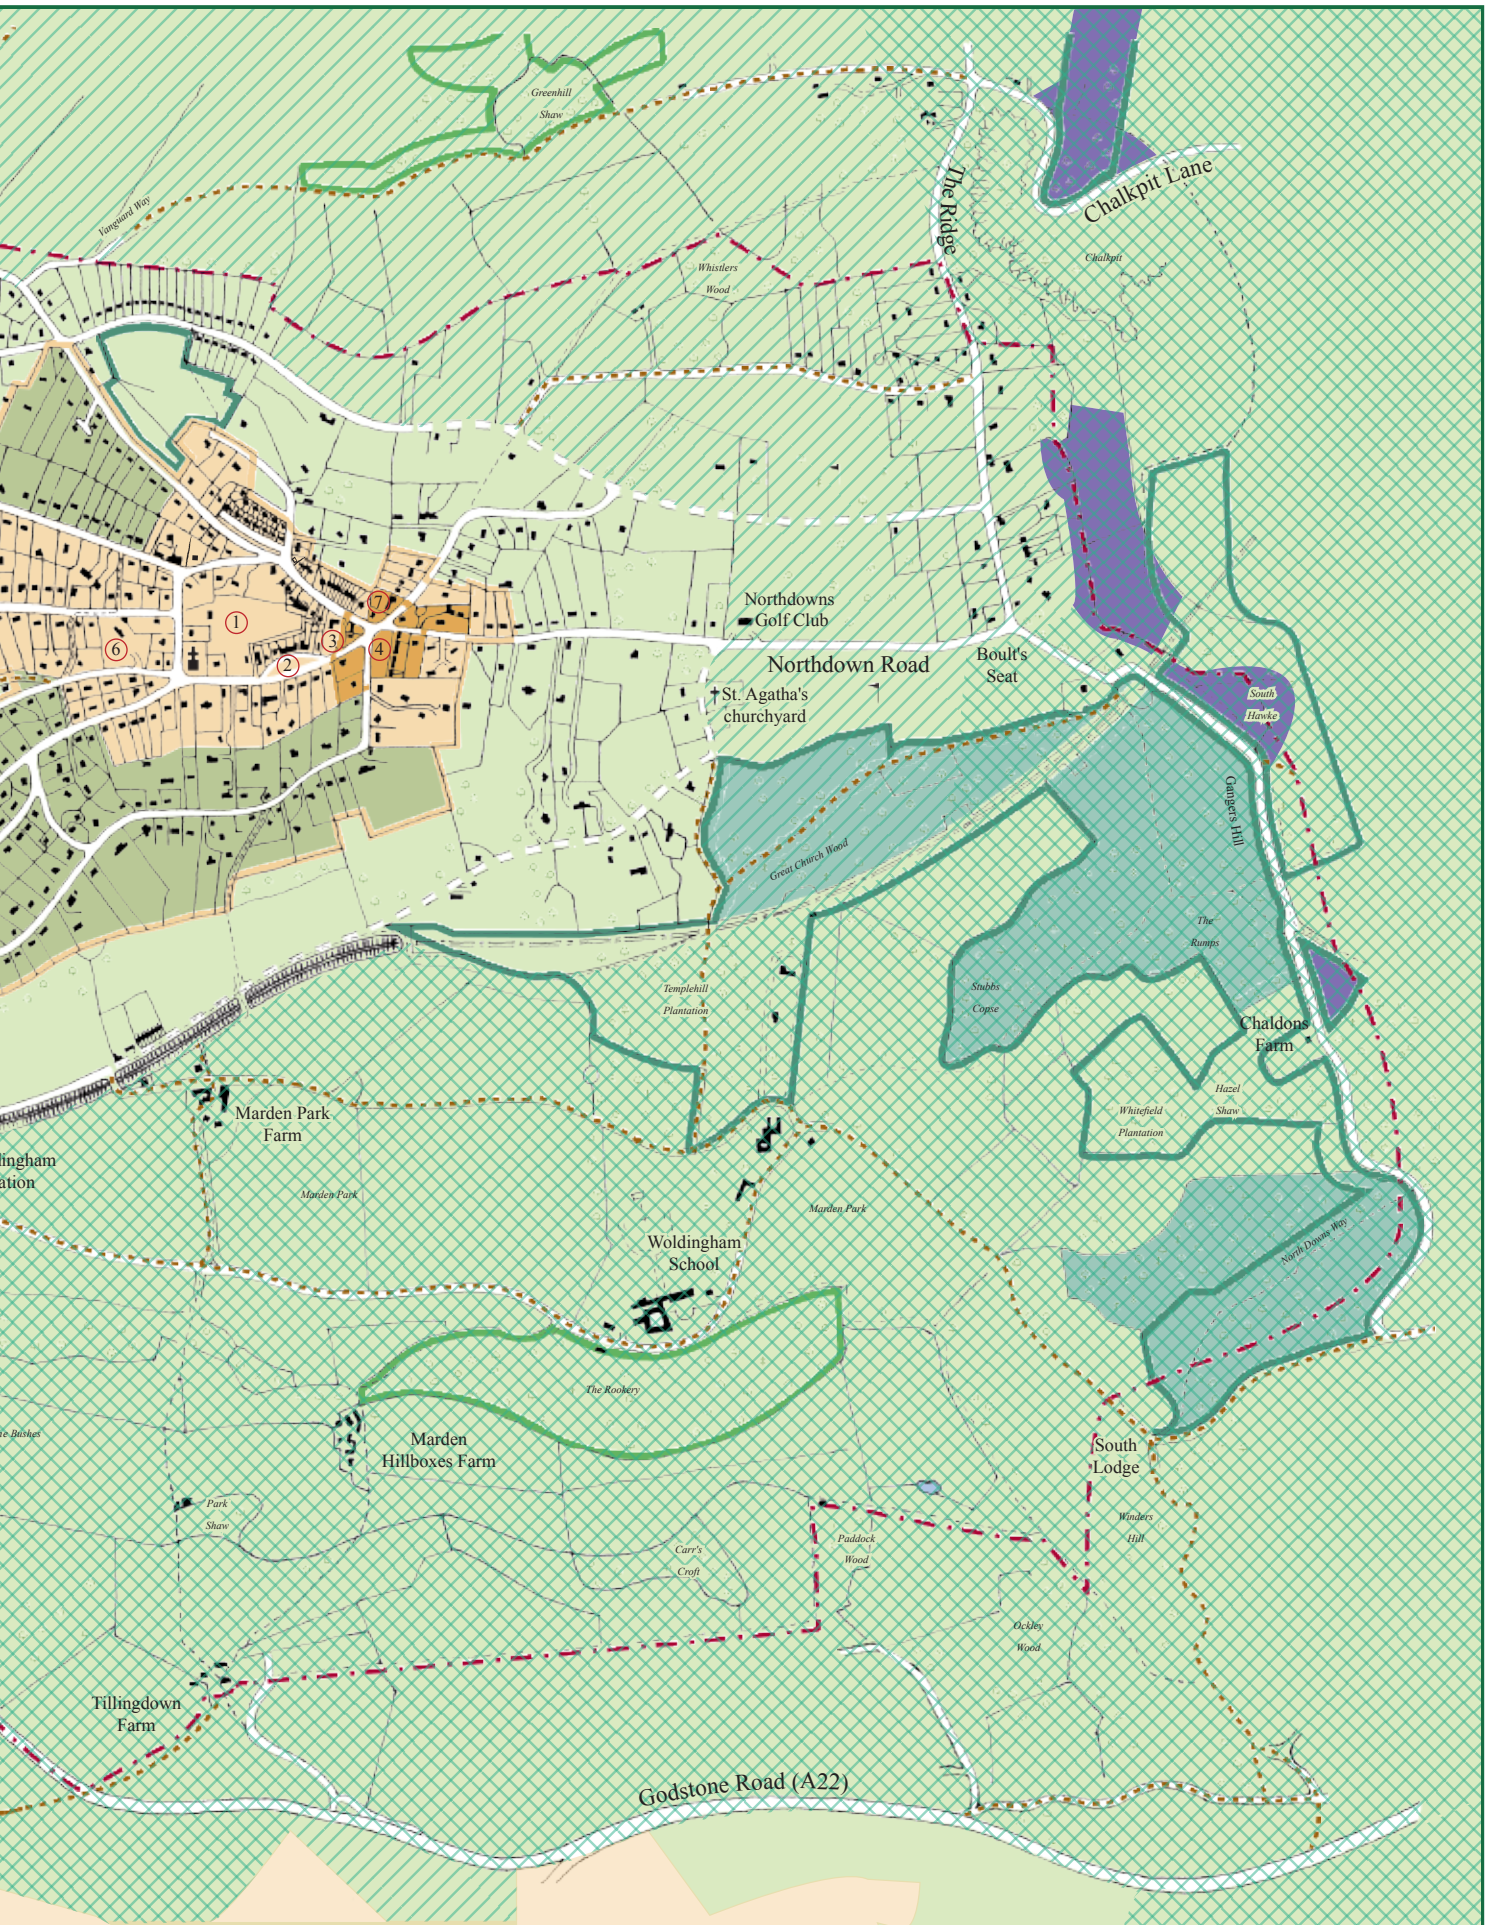 Greenhill
Shaw
Vanguard Way
The Ridge
Chalkpit Lane
Whistlers
Wood
Chalkpit
7
1
3
4
6
2
Northdowns
Golf Club
Northdown Road
Boult's
Seat
St. Agatha's
churchyard
South
Hawke
Gangers Hill
Great Church Wood
The
Rumps
Templehill
Plantation
Stubbs
Copse
Chaldons
Farm
Marden Park
Farm
Hazel
Shaw
Whitefield
Plantation
lingham
ation
Marden Park
Marden Park
Woldingham
School
North Downs Way
The Rookery
e Bushes
Marden
Hillboxes Farm
South
Lodge
Park
Shaw
Winders
Hill
Paddock
Wood
Carr's
Croft
Ockley
Wood
Tillingdown
Farm
Godstone Road (A22)